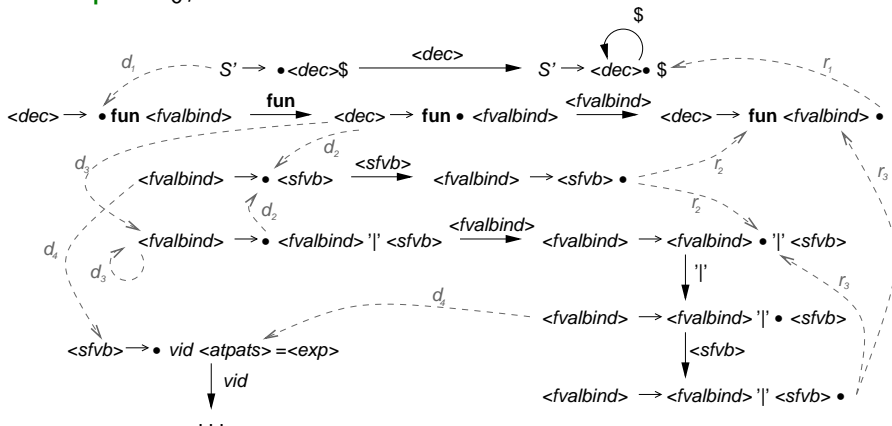 $
d₁ S' → •<dec>$ <dec> S' → <dec>• $ r₁
<dec> → • fun <fvalbind> fun <dec> → fun • <fvalbind> <fvalbind> <dec> → fun <fvalbind> •
d₃ d₂ <sfvb> r₂ r₃
<fvalbind> → • <sfvb> <fvalbind> → <sfvb> •
d₂ <fvalbind> r₂
d₄ <fvalbind> → • <fvalbind> '|' <sfvb> <fvalbind> → <fvalbind> • '|' <sfvb>
d₃ '|' r₃
d₄ <fvalbind> → <fvalbind> '|' • <sfvb>
<sfvb> → • vid <atpats> =<exp> <sfvb>
vid <fvalbind> → <fvalbind> '|' <sfvb> •
...